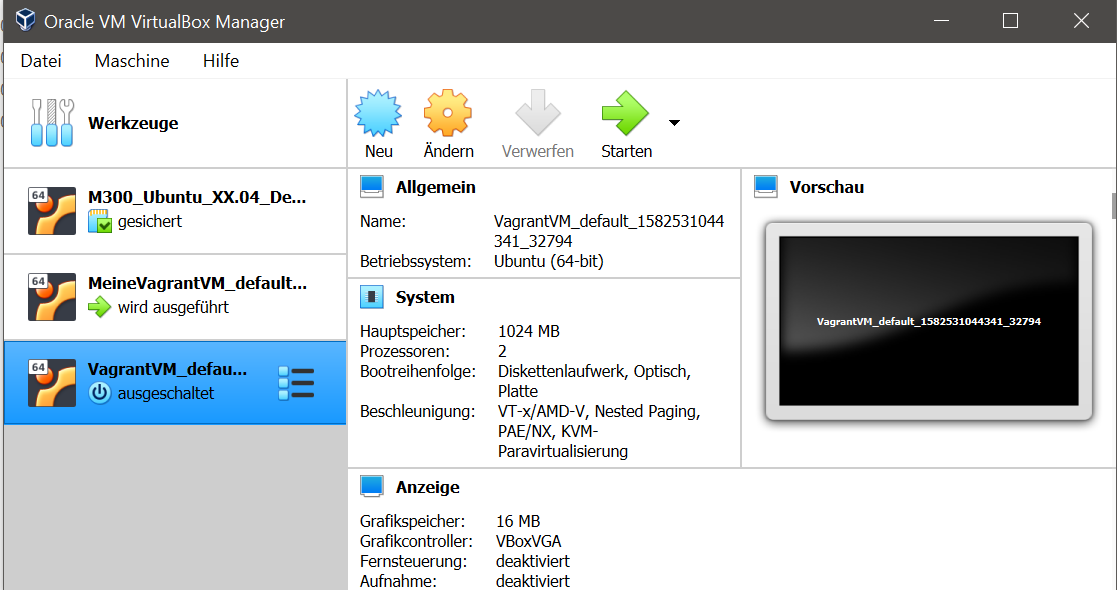 Oracle VM VirtualBox Manager
Datei Maschine Hilfe
Werkzeuge
64
M300_Ubuntu_XX.04_De...
gesichert
64
MeineVagrantVM_default...
wird ausgeführt
64
VagrantVM_defau...
ausgeschaltet
Neu Ändern Verwerfen Starten
Allgemein
Name: VagrantVM_default_1582531044
341_32794
Betriebssystem: Ubuntu (64-bit)
System
Hauptspeicher: 1024 MB
Prozessoren: 2
Bootreihenfolge: Diskettenlaufwerk, Optisch,
Platte
Beschleunigung: VT-x/AMD-V, Nested Paging,
PAE/NX, KVM-
Paravirtualisierung
Vorschau
VagrantVM_default_1582531044341_32794
Anzeige
Grafikspeicher: 16 MB
Grafikcontroller: VBoxVGA
Fernsteuerung: deaktiviert
Aufnahme: deaktiviert